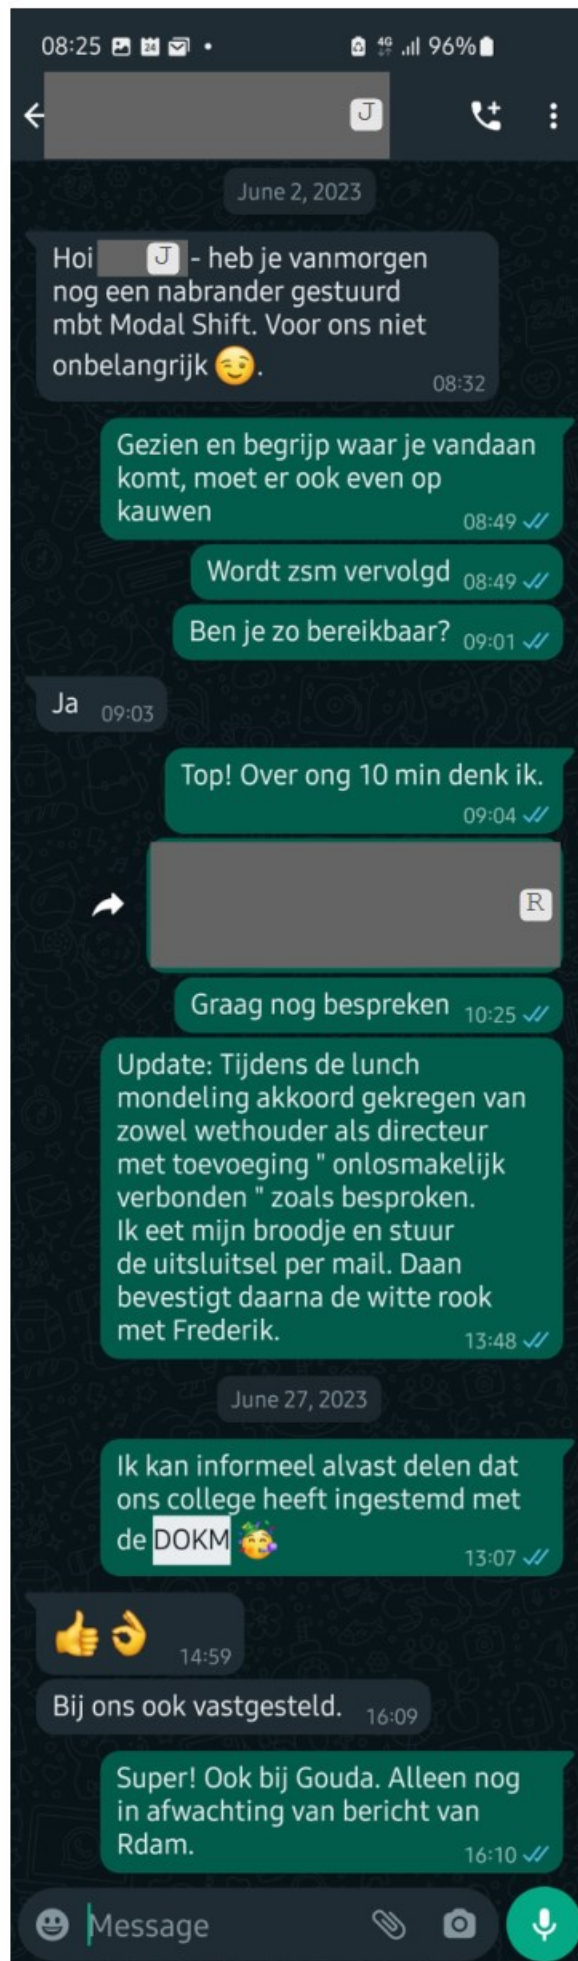 08:25
4G
96%
J
June 2, 2023
Hoi J - heb je vanmorgen
nog een nabrander gestuurd
mbt Modal Shift. Voor ons niet
onbelangrijk 😉.
08:32
Gezien en begrijp waar je vandaan
komt, moet er ook even op
kauwen
08:49
Wordt zsm vervolgd 08:49
Ben je zo bereikbaar? 09:01
Ja 09:03
Top! Over ong 10 min denk ik.
09:04
R
Graag nog bespreken 10:25
Update: Tijdens de lunch
mondeling akkoord gekregen van
zowel wethouder als directeur
met toevoeging " onlosmakelijk
verbonden " zoals besproken.
Ik eet mijn broodje en stuur
de uitsluitsel per mail. Daan
bevestigt daarna de witte rook
met Frederik.
13:48
June 27, 2023
Ik kan informeel alvast delen dat
ons college heeft ingestemd met
de DOKM 🥳
13:07
👍👌 14:59
Bij ons ook vastgesteld. 16:09
Super! Ook bij Gouda. Alleen nog
in afwachting van bericht van
Rdam.
16:10
Message